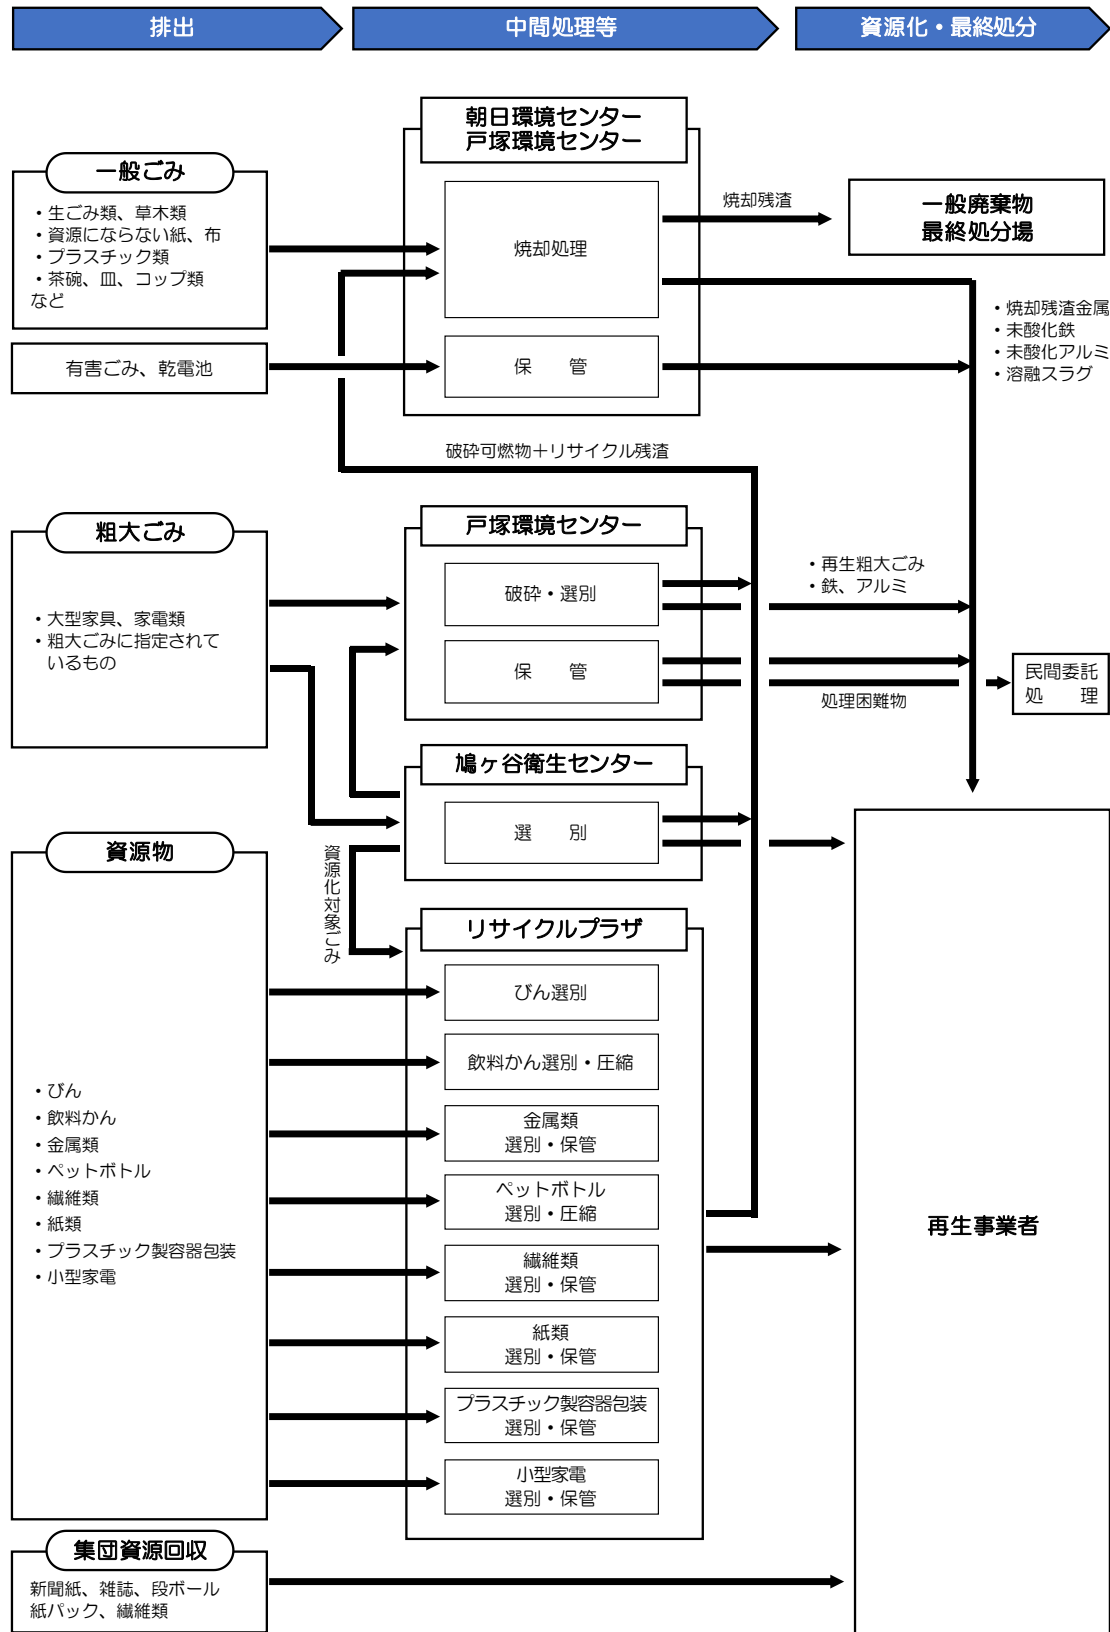 排出
中間処理等
資源化・最終処分
朝日環境センター
戸塚環境センター
一般ごみ
・生ごみ類、草木類
・資源にならない紙、布
・プラスチック類
・茶碗、皿、コップ類
など
有害ごみ、乾電池
焼却処理
保　管
焼却残渣
一般廃棄物
最終処分場
・焼却残渣金属
・未酸化鉄
・未酸化アルミ
・溶融スラグ
破砕可燃物＋リサイクル残渣
粗大ごみ
・大型家具、家電類
・粗大ごみに指定されて
いるもの
戸塚環境センター
破砕・選別
保　管
・再生粗大ごみ
・鉄、アルミ
処理困難物
民間委託
処　理
鳩ヶ谷衛生センター
選　別
資源化対象ごみ
資源物
・びん
・飲料かん
・金属類
・ペットボトル
・繊維類
・紙類
・プラスチック製容器包装
・小型家電
リサイクルプラザ
びん選別
飲料かん選別・圧縮
金属類
選別・保管
ペットボトル
選別・圧縮
繊維類
選別・保管
紙類
選別・保管
プラスチック製容器包装
選別・保管
小型家電
選別・保管
再生事業者
集団資源回収
新聞紙、雑誌、段ボール
紙パック、繊維類